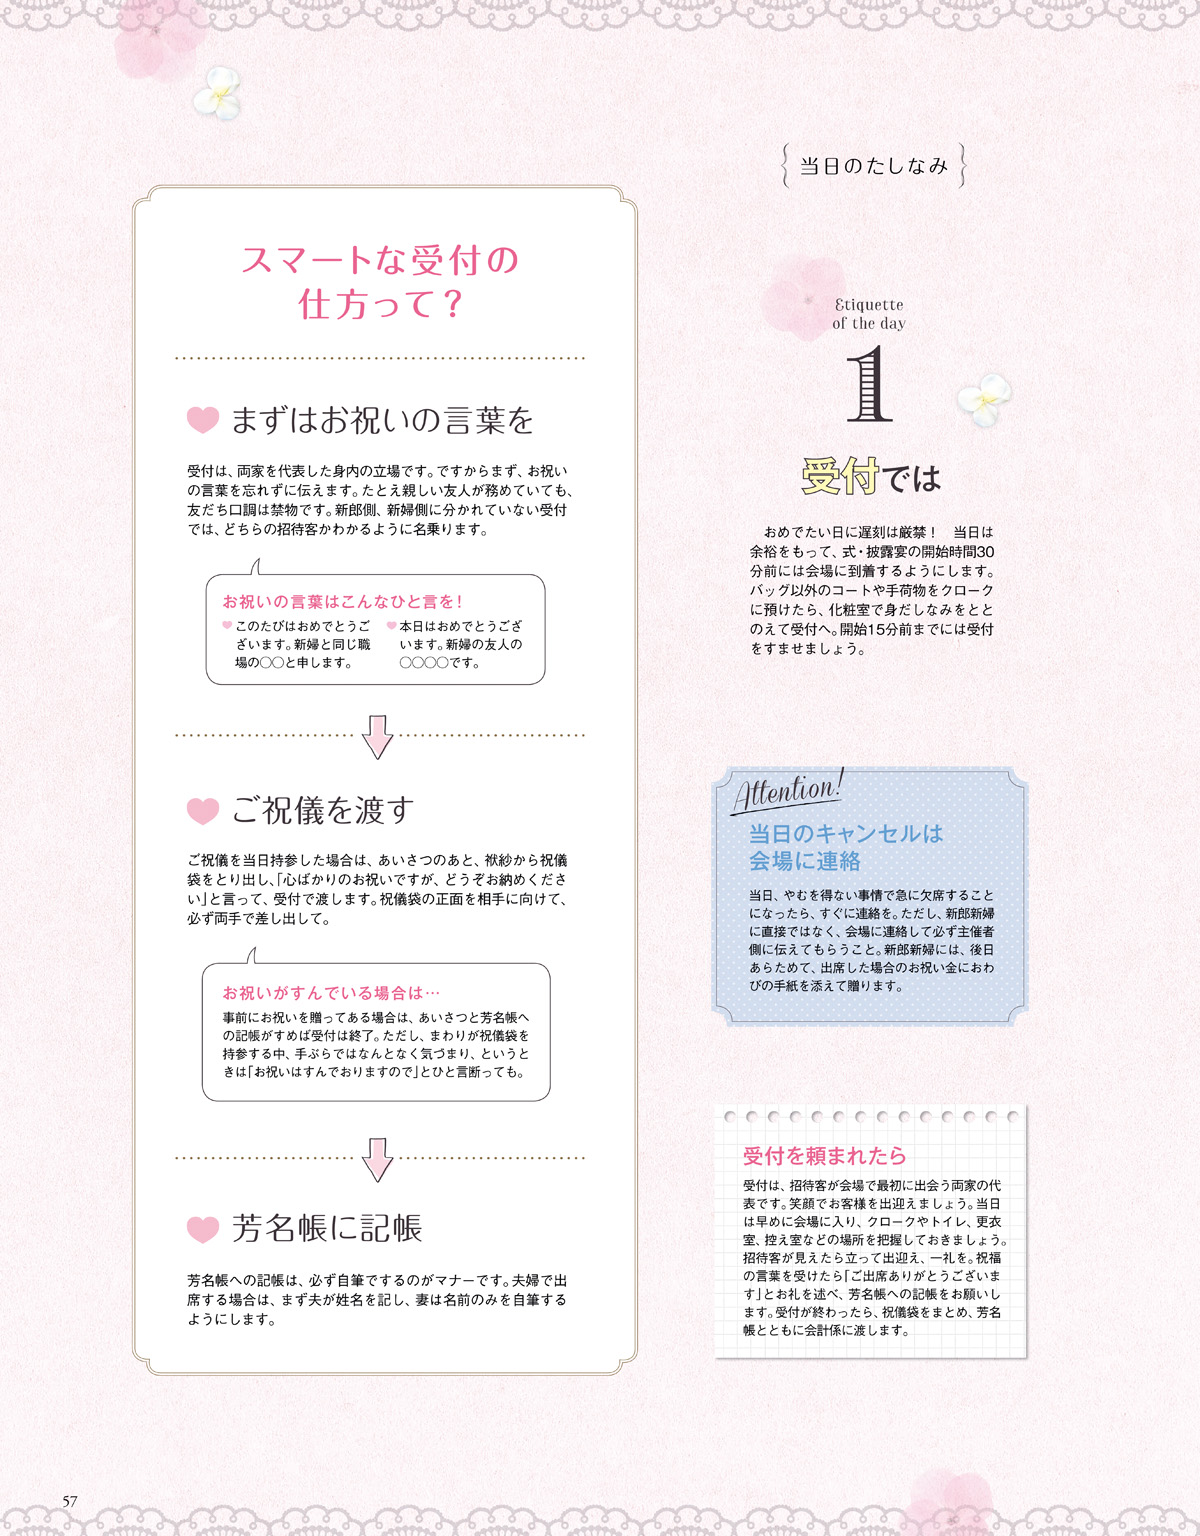 当日のたしなみ
Etiquette
of the day
1
受付では
おめでたい日に遅刻は厳禁！　当日は
余裕をもって、式・披露宴の開始時間30
分前には会場に到着するようにします。
バッグ以外のコートや手荷物をクローク
に預けたら、化粧室で身だしなみをとと
のえて受付へ。開始15分前までには受付
をすませましょう。
スマートな受付の
仕方って？
まずはお祝いの言葉を
受付は、両家を代表した身内の立場です。ですからまず、お祝い
の言葉を忘れずに伝えます。たとえ親しい友人が務めていても、
友だち口調は禁物です。新郎側、新婦側に分かれていない受付
では、どちらの招待客かわかるように名乗ります。
お祝いの言葉はこんなひと言を！
このたびはおめでとうご
ざいます。新婦と同じ職
場の○○と申します。
本日はおめでとうござ
います。新婦の友人の
○○○○です。
ご祝儀を渡す
ご祝儀を当日持参した場合は、あいさつのあと、袱紗から祝儀
袋をとり出し、「心ばかりのお祝いですが、どうぞお納めくださ
い」と言って、受付で渡します。祝儀袋の正面を相手に向けて、
必ず両手で差し出して。
お祝いがすんでいる場合は…
事前にお祝いを贈ってある場合は、あいさつと芳名帳へ
の記帳がすめば受付は終了。ただし、まわりが祝儀袋を
持参する中、手ぶらではなんとなく気づまり、というと
きは「お祝いはすんでおりますので」とひと言断っても。
芳名帳に記帳
芳名帳への記帳は、必ず自筆でするのがマナーです。夫婦で出
席する場合は、まず夫が姓名を記し、妻は名前のみを自筆する
ようにします。
Attention!
当日のキャンセルは
会場に連絡
当日、やむを得ない事情で急に欠席すること
になったら、すぐに連絡を。ただし、新郎新婦
に直接ではなく、会場に連絡して必ず主催者
側に伝えてもらうこと。新郎新婦には、後日
あらためて、出席した場合のお祝い金におわ
びの手紙を添えて贈ります。
受付を頼まれたら
受付は、招待客が会場で最初に出会う両家の代
表です。笑顔でお客様を出迎えましょう。当日
は早めに会場に入り、クロークやトイレ、更衣
室、控え室などの場所を把握しておきましょう。
招待客が見えたら立って出迎え、一礼を。祝福
の言葉を受けたら「ご出席ありがとうございま
す」とお礼を述べ、芳名帳への記帳をお願いし
ます。受付が終わったら、祝儀袋をまとめ、芳名
帳とともに会計係に渡します。
57